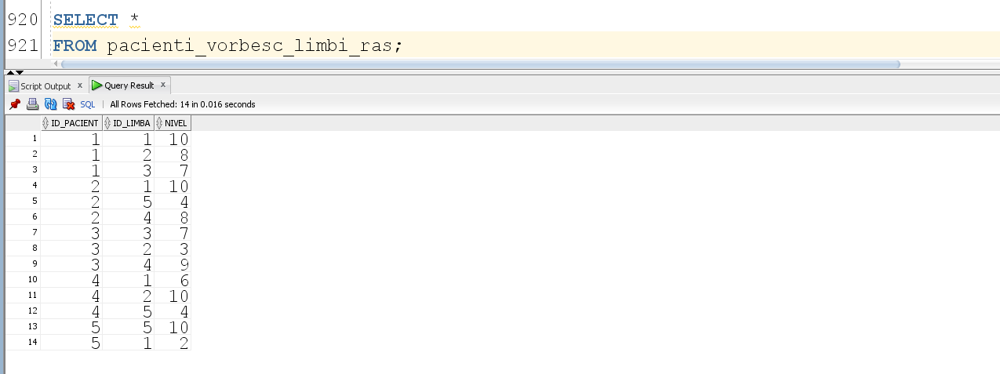 920 SELECT *
921 FROM pacienti_vorbesc_limbi_ras;
Script Output x Query Result x
SQL | All Rows Fetched: 14 in 0.016 seconds
ID_PACIENT ID_LIMBA NIVEL
1 1 1 10
2 1 2 8
3 1 3 7
4 2 1 10
5 2 5 4
6 2 4 8
7 3 3 7
8 3 2 3
9 3 4 9
10 4 1 6
11 4 2 10
12 4 5 4
13 5 5 10
14 5 1 2